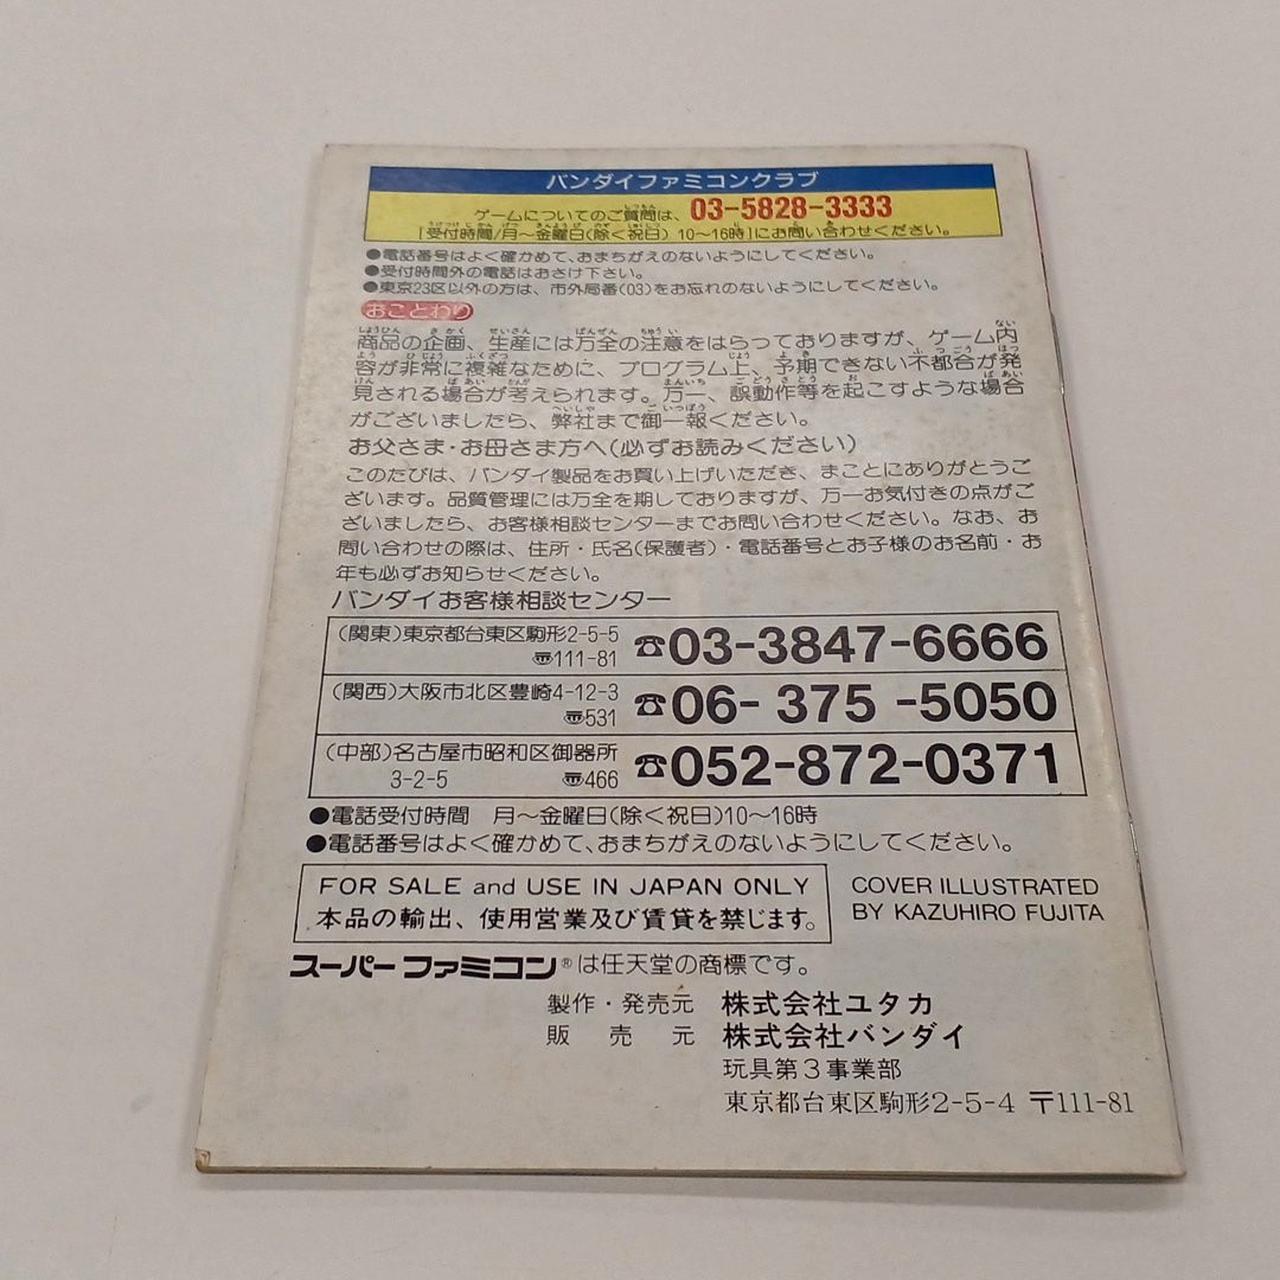 バンダイファミコンクラブ
ゲームについてのご質問は、03-5828-3333
[受付時間/月～金曜日(除く祝日) 10～16時]にお問い合わせください。
●電話番号はよく確かめて、おまちがえのないようにしてください。
●受付時間外の電話はおさけ下さい。
●東京23区以外の方は、市外局番(03)をお忘れのないようにしてください。
おことわり
商品の企画、生産には万全の注意をはらっておりますが、ゲーム内
容が非常に複雑なために、プログラム上、予期できない不都合が発
見される場合が考えられます。万一、誤動作等を起こすような場合
がございましたら、弊社まで御一報ください。
お父さま・お母さま方へ(必ずお読みください)
このたびは、バンダイ製品をお買い上げいただき、まことにありがとうご
ざいます。品質管理には万全を期しておりますが、万一お気付きの点がご
ざいましたら、お客様相談センターまでお問い合わせください。なお、お
問い合わせの際は、住所・氏名(保護者)・電話番号とお子様のお名前・お
年も必ずお知らせください。
バンダイお客様相談センター
(関東)東京都台東区駒形2-5-5 ☎03-3847-6666
〠111-81
(関西)大阪市北区豊崎4-12-3 ☎06- 375 -5050
〠531
(中部)名古屋市昭和区御器所 ☎052-872-0371
3-2-5 〠466
●電話受付時間 月～金曜日(除く祝日)10～16時
●電話番号はよく確かめて、おまちがえのないようにしてください。
FOR SALE and USE IN JAPAN ONLY
本品の輸出、使用営業及び賃貸を禁じます。
COVER ILLUSTRATED
BY KAZUHIRO FUJITA
スーパーファミコン®は任天堂の商標です。
製作・発売元 株式会社ユタカ
販売元 株式会社バンダイ
玩具第3事業部
東京都台東区駒形2-5-4 〒111-81